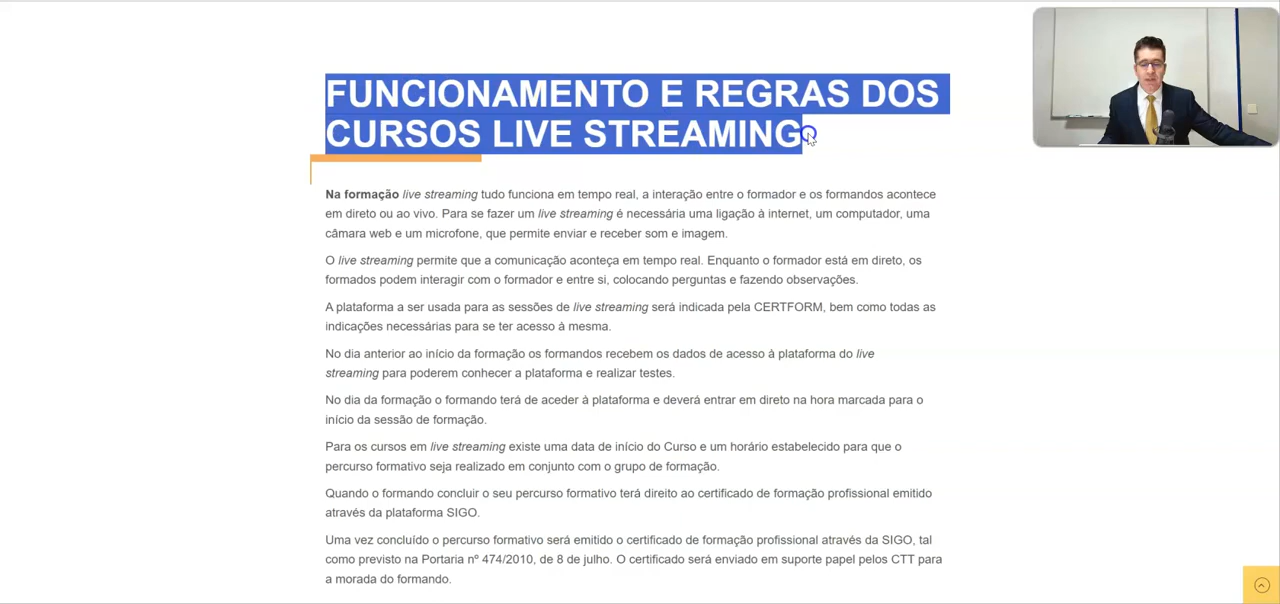 FUNCIONAMENTO E REGRAS DOS
CURSOS LIVE STREAMING
Na formação live streaming tudo funciona em tempo real, a interação entre o formador e os formandos acontece
em direto ou ao vivo. Para se fazer um live streaming é necessária uma ligação à internet, um computador, uma
câmara web e um microfone, que permite enviar e receber som e imagem.
O live streaming permite que a comunicação aconteça em tempo real. Enquanto o formador está em direto, os
formados podem interagir com o formador e entre si, colocando perguntas e fazendo observações.
A plataforma a ser usada para as sessões de live streaming será indicada pela CERTFORM, bem como todas as
indicações necessárias para se ter acesso à mesma.
No dia anterior ao início da formação os formandos recebem os dados de acesso à plataforma do live
streaming para poderem conhecer a plataforma e realizar testes.
No dia da formação o formando terá de aceder á plataforma e deverá entrar em direto na hora marcada para o
início da sessão de formação.
Para os cursos em live streaming existe uma data de início do Curso e um horário estabelecido para que o
percurso formativo seja realizado em conjunto com o grupo de formação.
Quando o formando concluir o seu percurso formativo terá direito ao certificado de formação profissional emitido
através da plataforma SIGO.
Uma vez concluído o percurso formativo será emitido o certificado de formação profissional através da SIGO, tal
como previsto na Portaria nº 474/2010, de 8 de julho. O certificado será enviado em suporte papel pelos CTT para
a morada do formando.